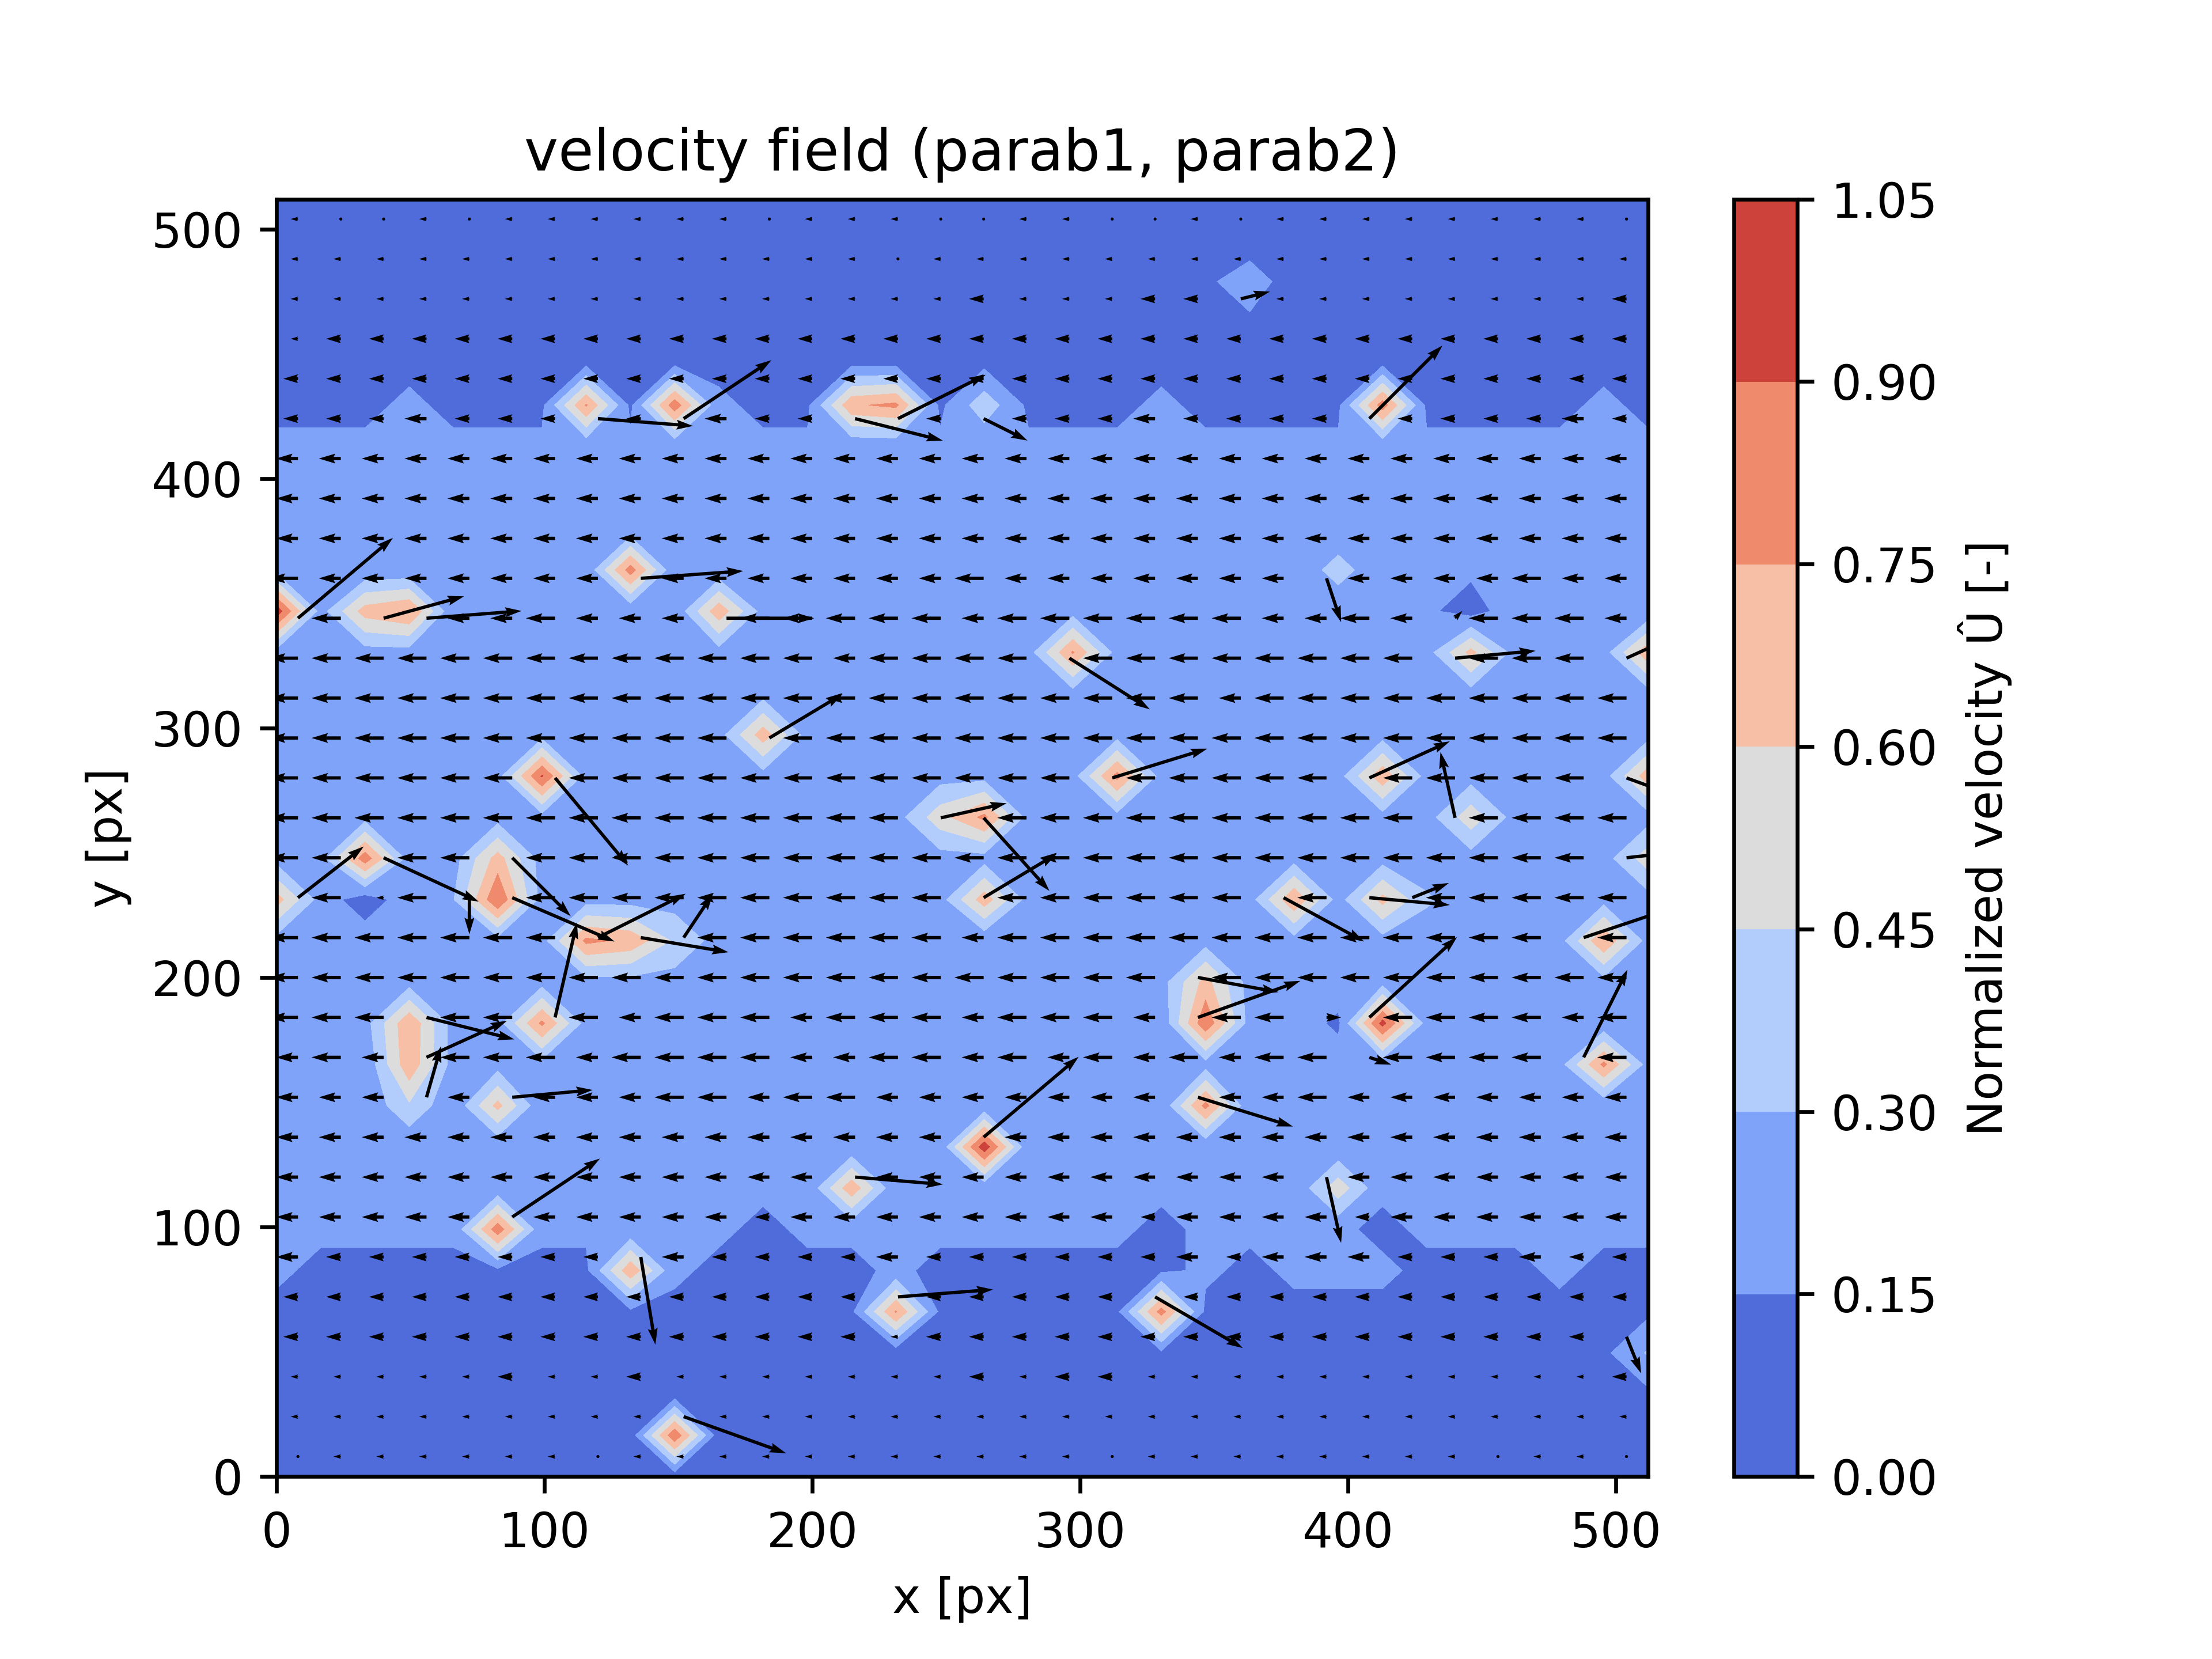 velocity field (parab1, parab2)
500
400
300
200
100
0
y [px]
0 100 200 300 400 500
x [px]
1.05
0.90
0.75
0.60
0.45
0.30
0.15
0.00
Normalized velocity Û [-]